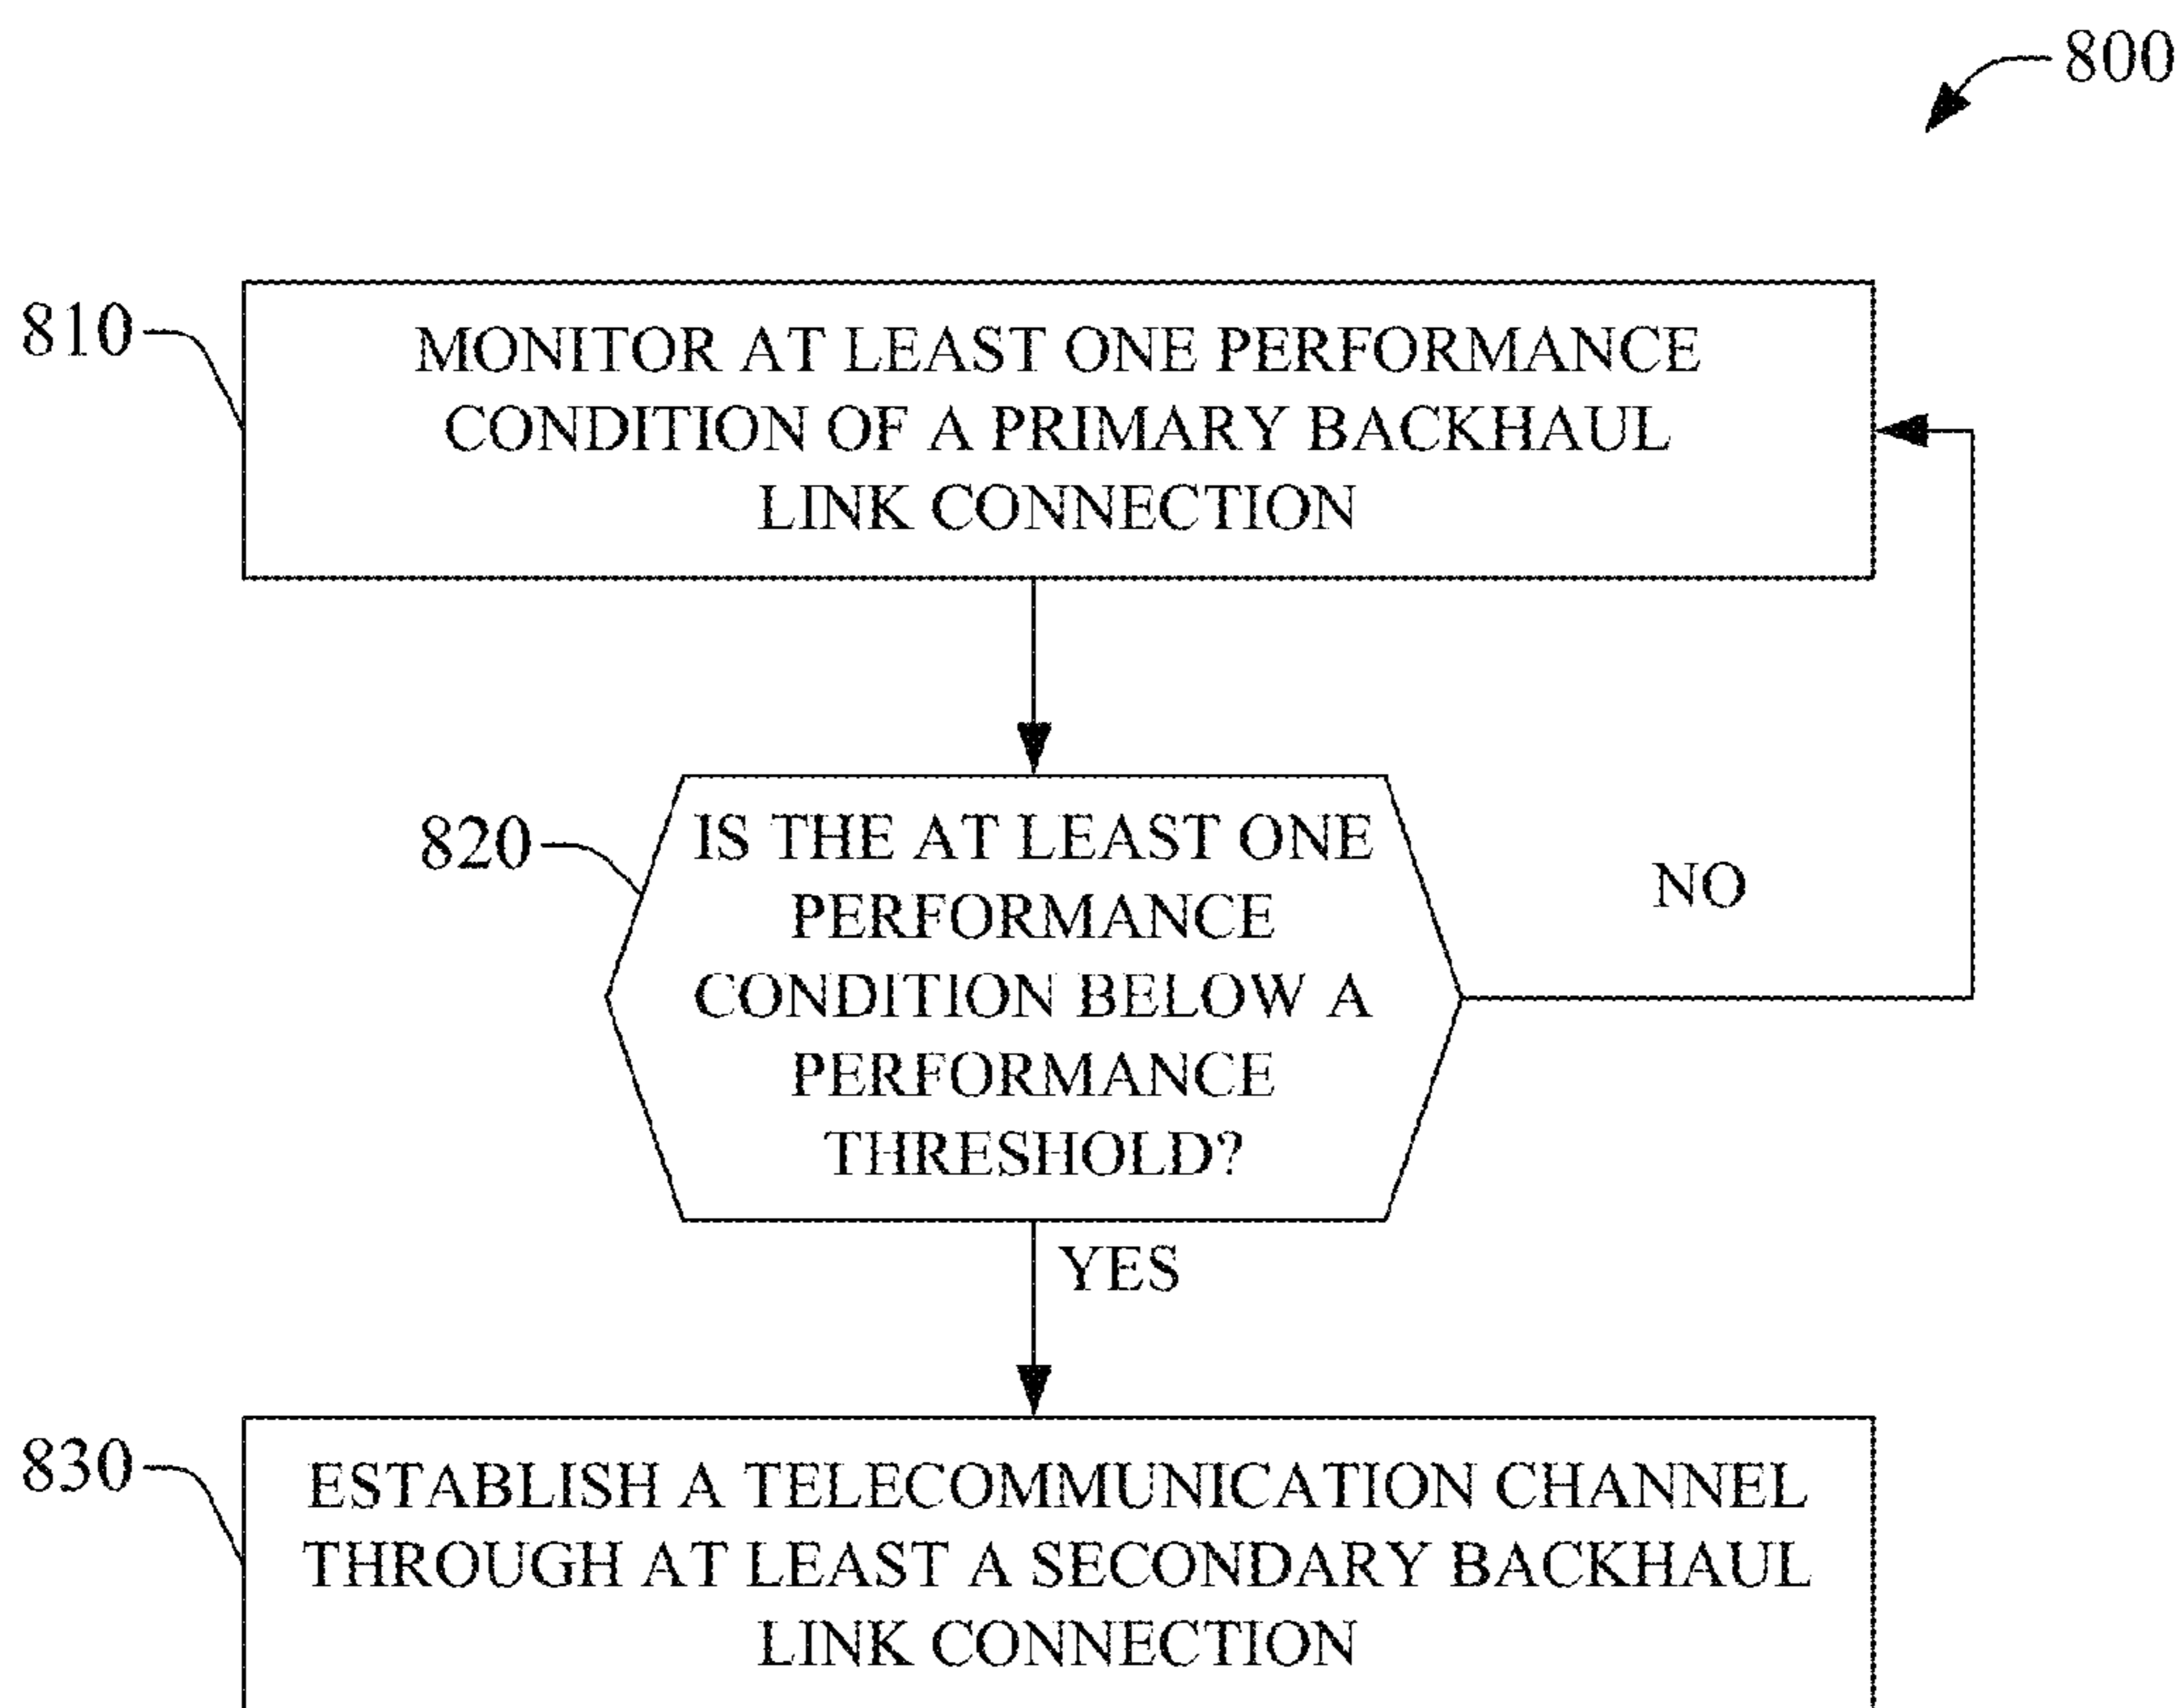 800
810
MONITOR AT LEAST ONE PERFORMANCE
CONDITION OF A PRIMARY BACKHAUL
LINK CONNECTION
820
IS THE AT LEAST ONE
PERFORMANCE
CONDITION BELOW A
PERFORMANCE
THRESHOLD?
NO
YES
830
ESTABLISH A TELECOMMUNICATION CHANNEL
THROUGH AT LEAST A SECONDARY BACKHAUL
LINK CONNECTION